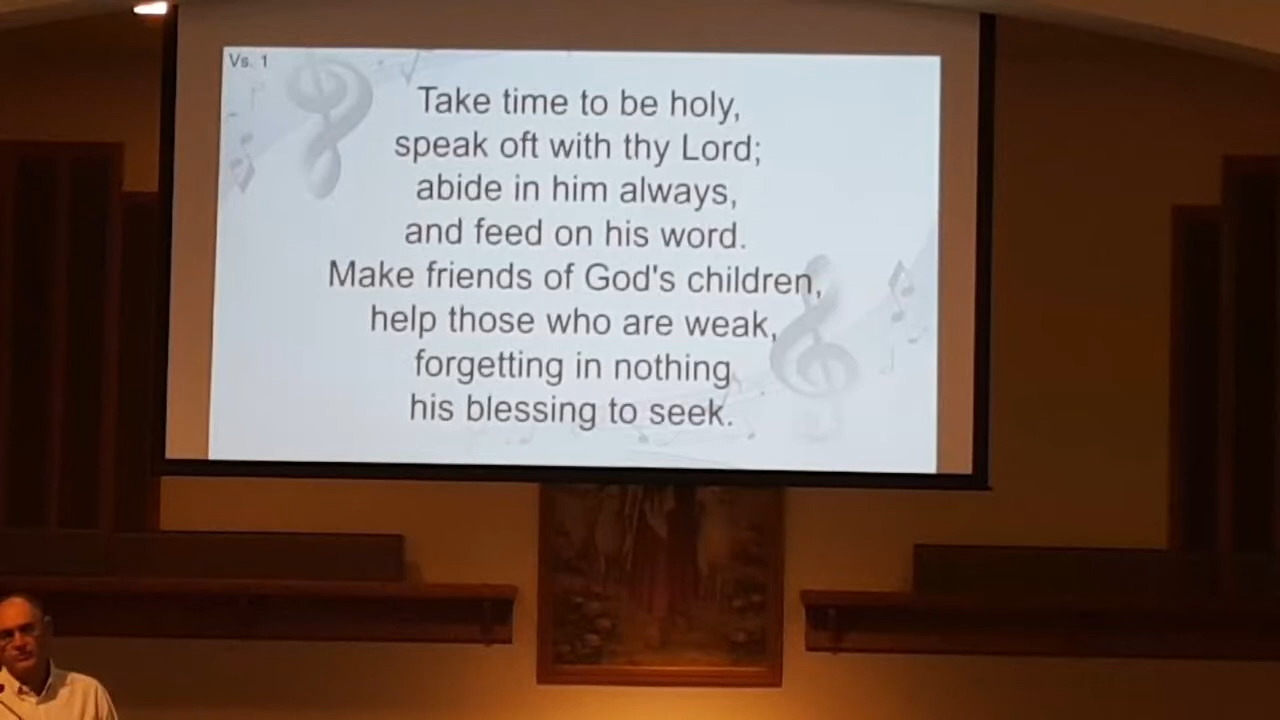 Vs. 1
Take time to be holy,
speak oft with thy Lord;
abide in him always,
and feed on his word.
Make friends of God's children,
help those who are weak,
forgetting in nothing
his blessing to seek.